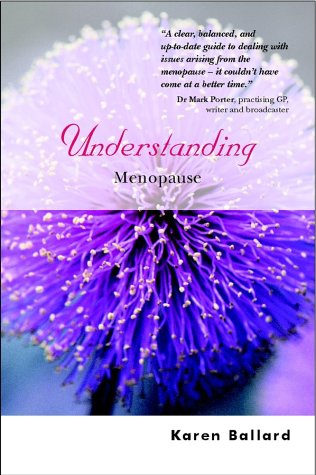 “A clear, balanced, and
up-to-date guide to dealing with
issues arising from the
menopause – it couldn’t have
come at a better time.”
Dr Mark Porter, practising GP,
writer and broadcaster
Understanding
Menopause
Karen Ballard